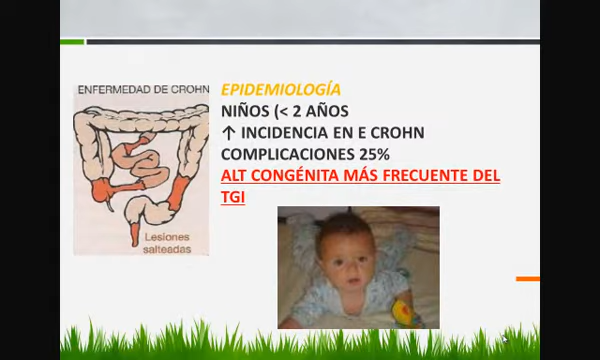 ENFERMEDAD DE CROHN
Lesiones
salteadas
EPIDEMIOLOGÍA
NIÑOS (< 2 AÑOS
↑ INCIDENCIA EN E CROHN
COMPLICACIONES 25%
ALT CONGÉNITA MÁS FRECUENTE DEL
TGI